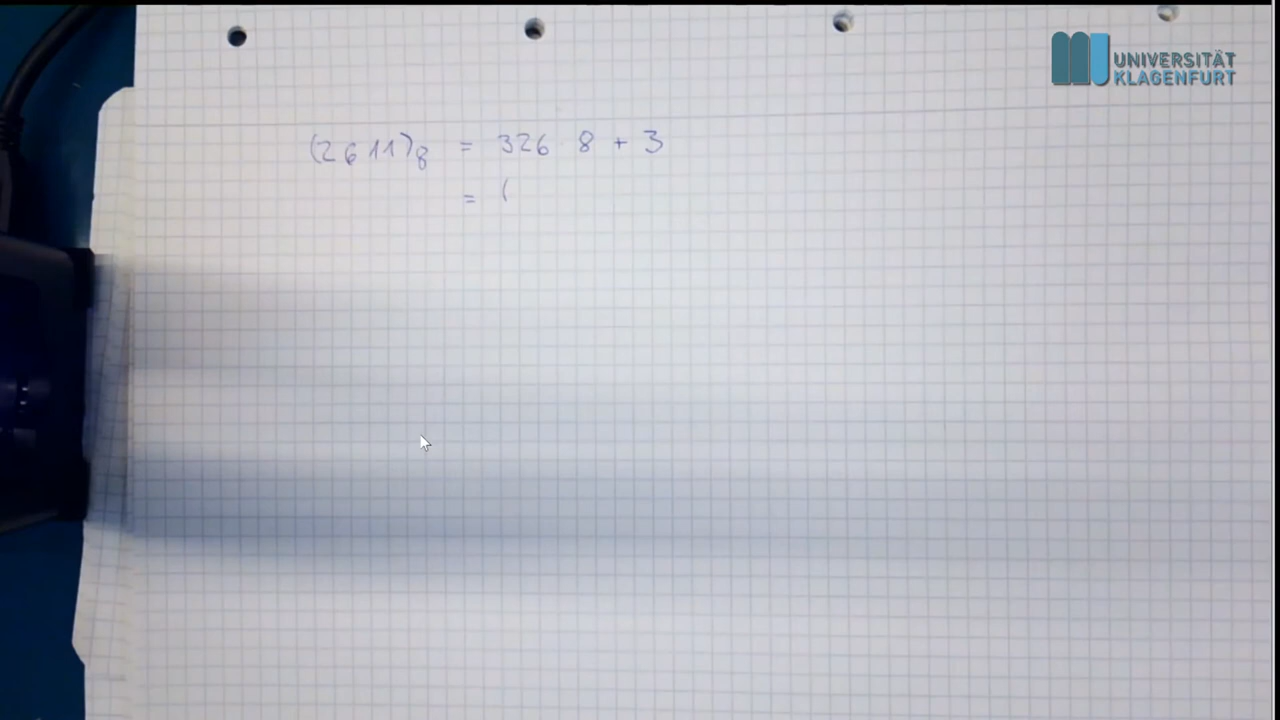 UNIVERSITÄT
KLAGENFURT
(2611)8 = 326 8 + 3
= (